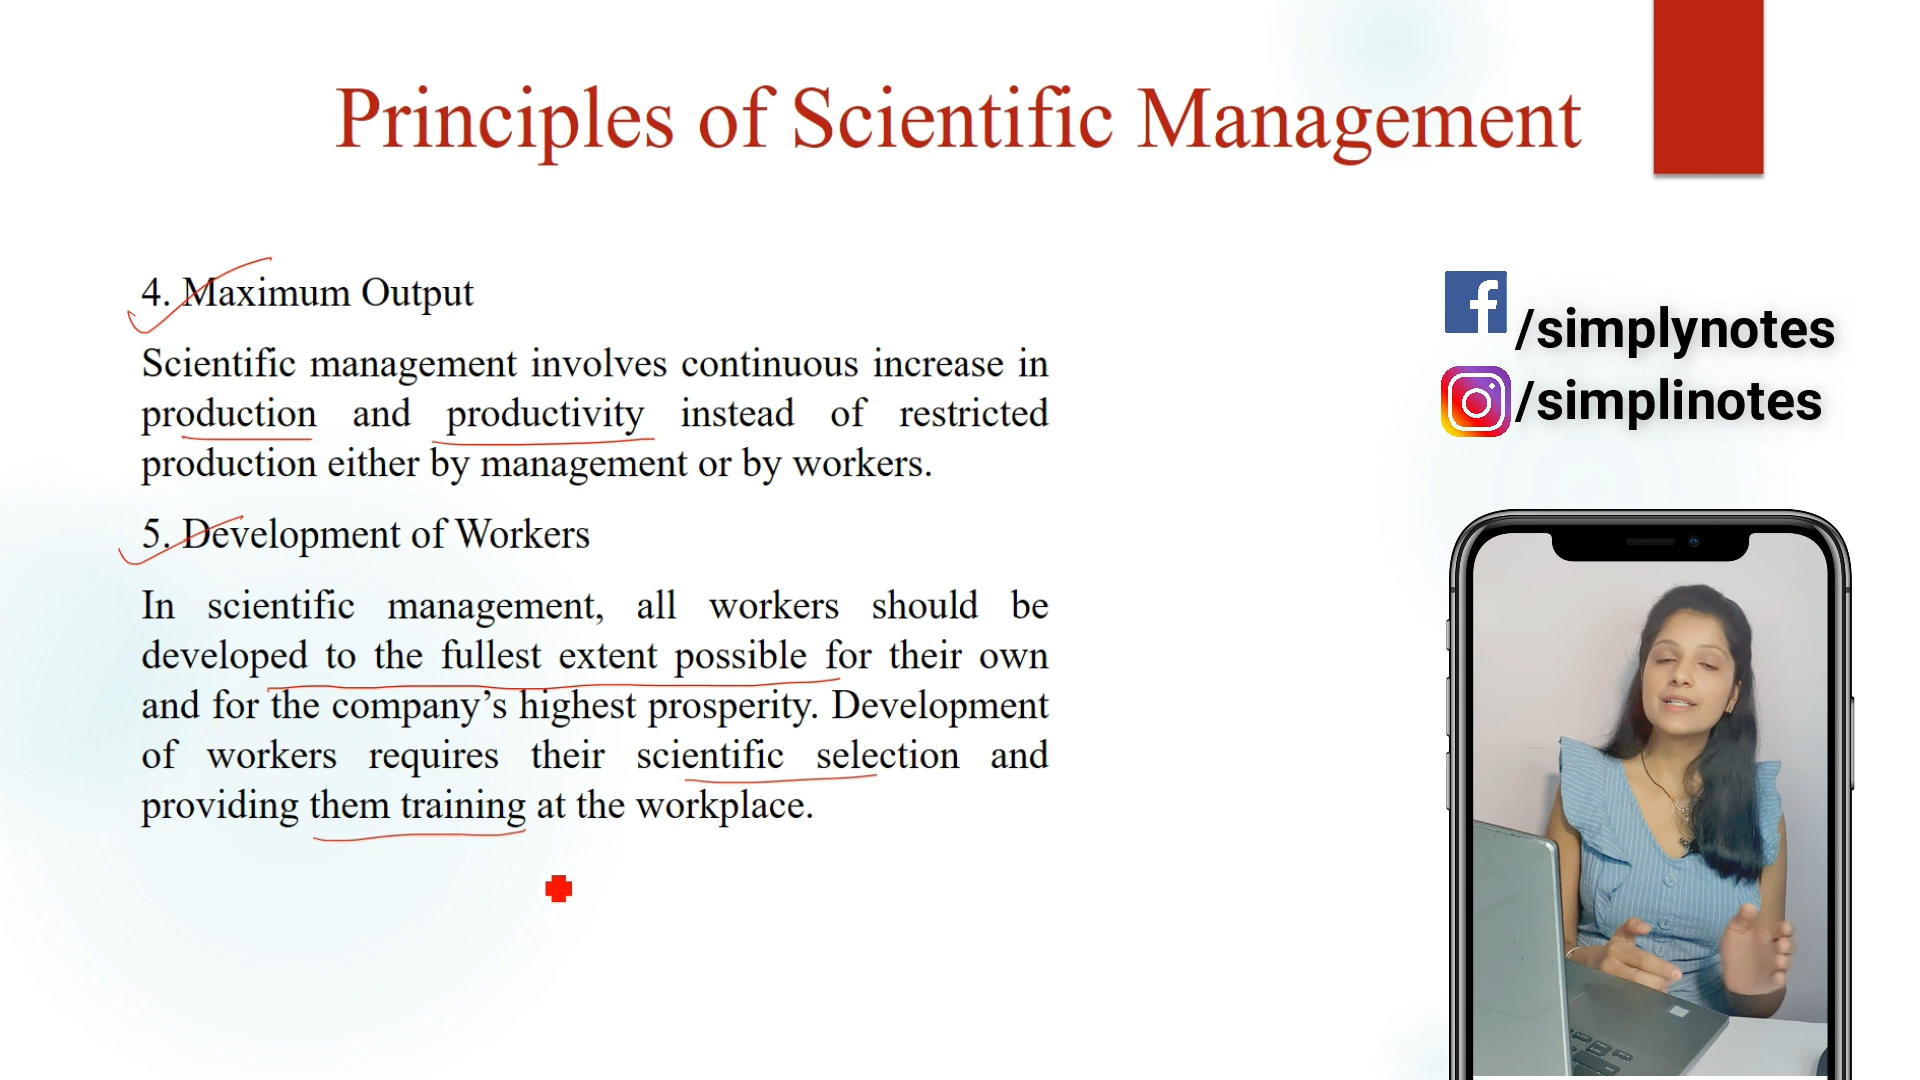 Principles of Scientific Management
4. Maximum Output
Scientific management involves continuous increase in
production and productivity instead of restricted
production either by management or by workers.
5. Development of Workers
In scientific management, all workers should be
developed to the fullest extent possible for their own
and for the company’s highest prosperity. Development
of workers requires their scientific selection and
providing them training at the workplace.
/simplynotes
/simplinotes